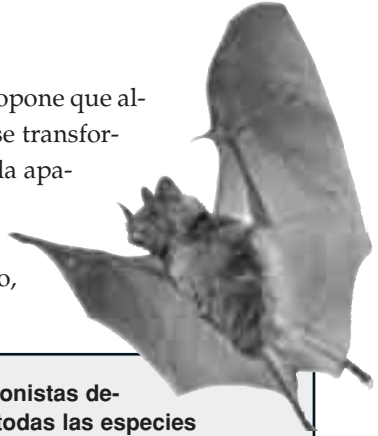 opone que al-
se transfor-
la apa-
o,
onistas de-
todas las especies